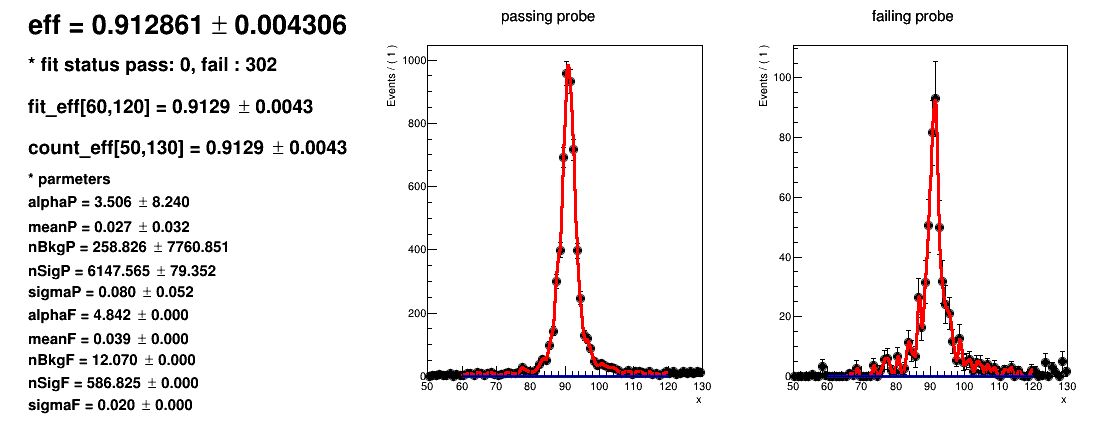 eff = 0.912861 ± 0.004306
* fit status pass: 0, fail : 302
fit_eff[60,120] = 0.9129 ± 0.0043
count_eff[50,130] = 0.9129 ± 0.0043
* parmeters
alphaP = 3.506 ± 8.240
meanP = 0.027 ± 0.032
nBkgP = 258.826 ± 7760.851
nSigP = 6147.565 ± 79.352
sigmaP = 0.080 ± 0.052
alphaF = 4.842 ± 0.000
meanF = 0.039 ± 0.000
nBkgF = 12.070 ± 0.000
nSigF = 586.825 ± 0.000
sigmaF = 0.020 ± 0.000
passing probe
Events / ( 1 )
1000
800
600
400
200
0
50 60 70 80 90 100 110 120 130
x
failing probe
Events / ( 1 )
100
80
60
40
20
0
50 60 70 80 90 100 110 120 130
x